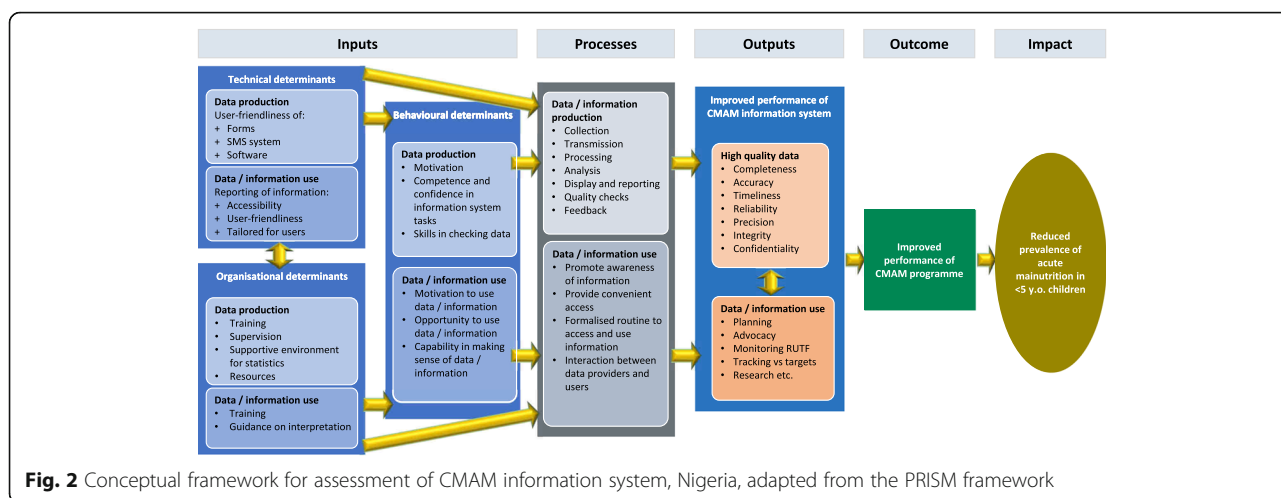 Inputs
Processes
Outputs
Outcome
Impact
Technical determinants
Data production
User-friendliness of:
+ Forms
+ SMS system
+ Software
Data / information use
Reporting of information:
+ Accessibility
+ User-friendliness
+ Tailored for users
Organisational determinants
Data production
• Training
• Supervision
• Supportive environment
for statistics
• Resources
Data / information use
• Training
• Guidance on interpretation
Behavioural determinants
Data production
• Motivation
• Competence and
confidence in
information system
tasks
• Skills in checking data
Data / information use
• Motivation to use
data / information
• Opportunity to use
data / information
• Capability in making
sense of data /
information
Data / information
production
• Collection
• Transmission
• Processing
• Analysis
• Display and reporting
• Quality checks
• Feedback
Data / information use
• Promote awareness
of information
• Provide convenient
access
• Formalised routine to
access and use
information
• Interaction between
data providers and
users
Improved performance of
CMAM information system
High quality data
• Completeness
• Accuracy
• Timeliness
• Reliability
• Precision
• Integrity
• Confidentiality
Data / information use
• Planning
• Advocacy
• Monitoring RUTF
• Tracking vs targets
• Research etc.
Improved
performance of
CMAM programme
Reduced
prevalence of
acute
mainutrition in
<5 y.o. children
Fig. 2 Conceptual framework for assessment of CMAM information system, Nigeria, adapted from the PRISM framework